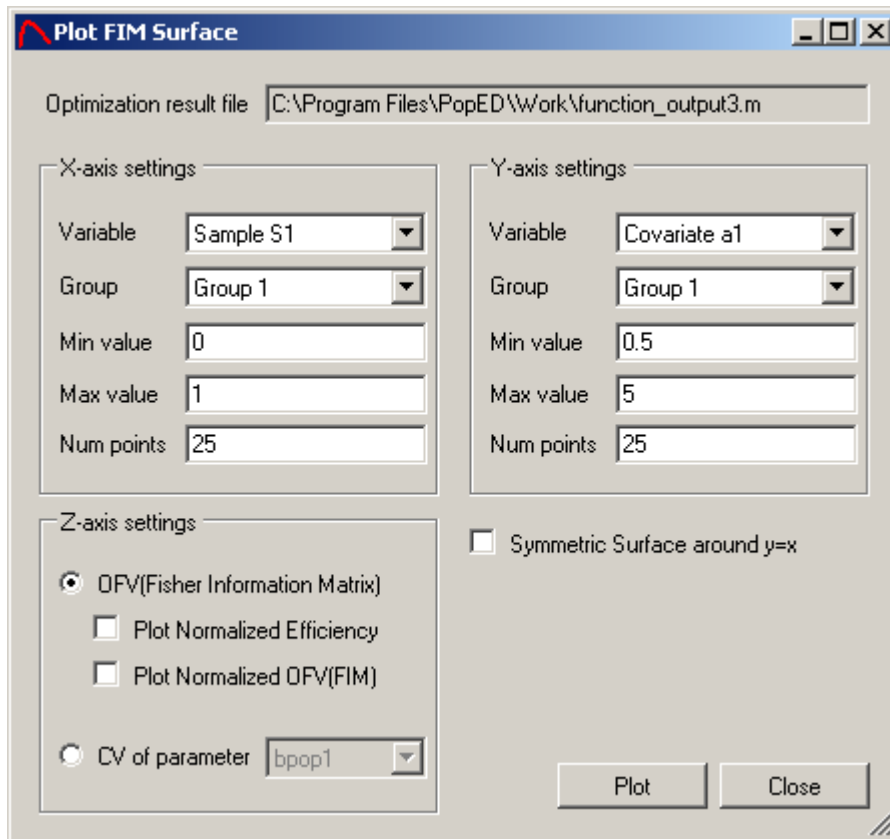 Plot FIM Surface
Optimization result file C:\Program Files\PopED\Work\function_output3.m
X-axis settings
Variable Sample S1
Group Group 1
Min value 0
Max value 1
Num points 25
Y-axis settings
Variable Covariate a1
Group Group 1
Min value 0.5
Max value 5
Num points 25
Z-axis settings
OFV(Fisher Information Matrix)
Plot Normalized Efficiency
Plot Normalized OFV(FIM)
CV of parameter bpop1
Symmetric Surface around y=x
Plot Close